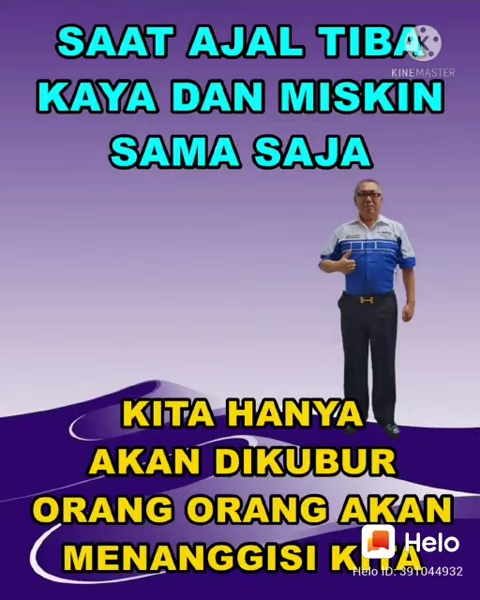 SAAT AJAL TIBA
KINEMASTER
KAYA DAN MISKIN
SAMA SAJA
KITA HANYA
AKAN DIKUBUR
ORANG ORANG AKAN
MENANGGISI KITA
Helo
Helo ID: 391044932